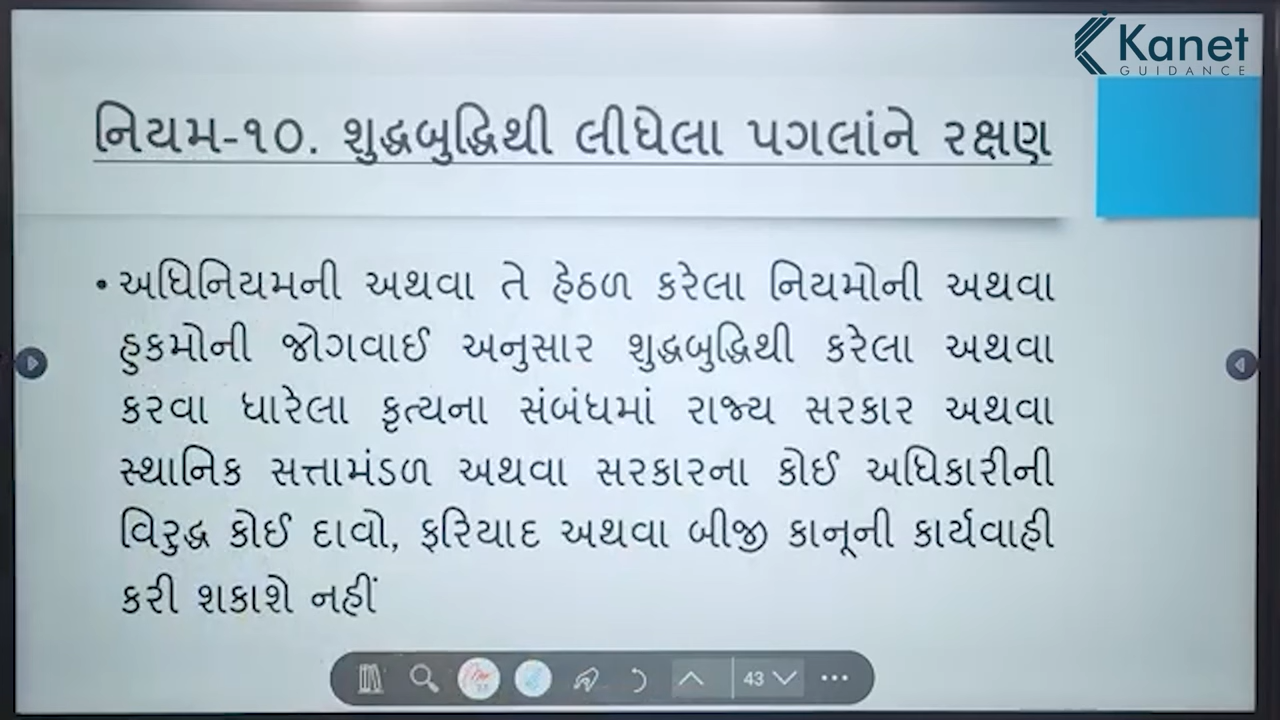 Kanet
GUIDANCE
નિયમ-૧૦. શુદ્ધબુદ્ધિથી લીધેલા પગલાંને રક્ષણ
• અધિનિયમની અથવા તે હેઠળ કરેલા નિયમોની અથવા
હુકમોની જોગવાઈ અનુસાર શુદ્ધબુદ્ધિથી કરેલા અથવા
કરવા ધારેલા કૃત્યના સંબંધમાં રાજ્ય સરકાર અથવા
સ્થાનિક સત્તામંડળ અથવા સરકારના કોઈ અધિકારીની
વિરુદ્ધ કોઈ દાવો, ફરિયાદ અથવા બીજી કાનૂની કાર્યવાહી
કરી શકાશે નહીં
43